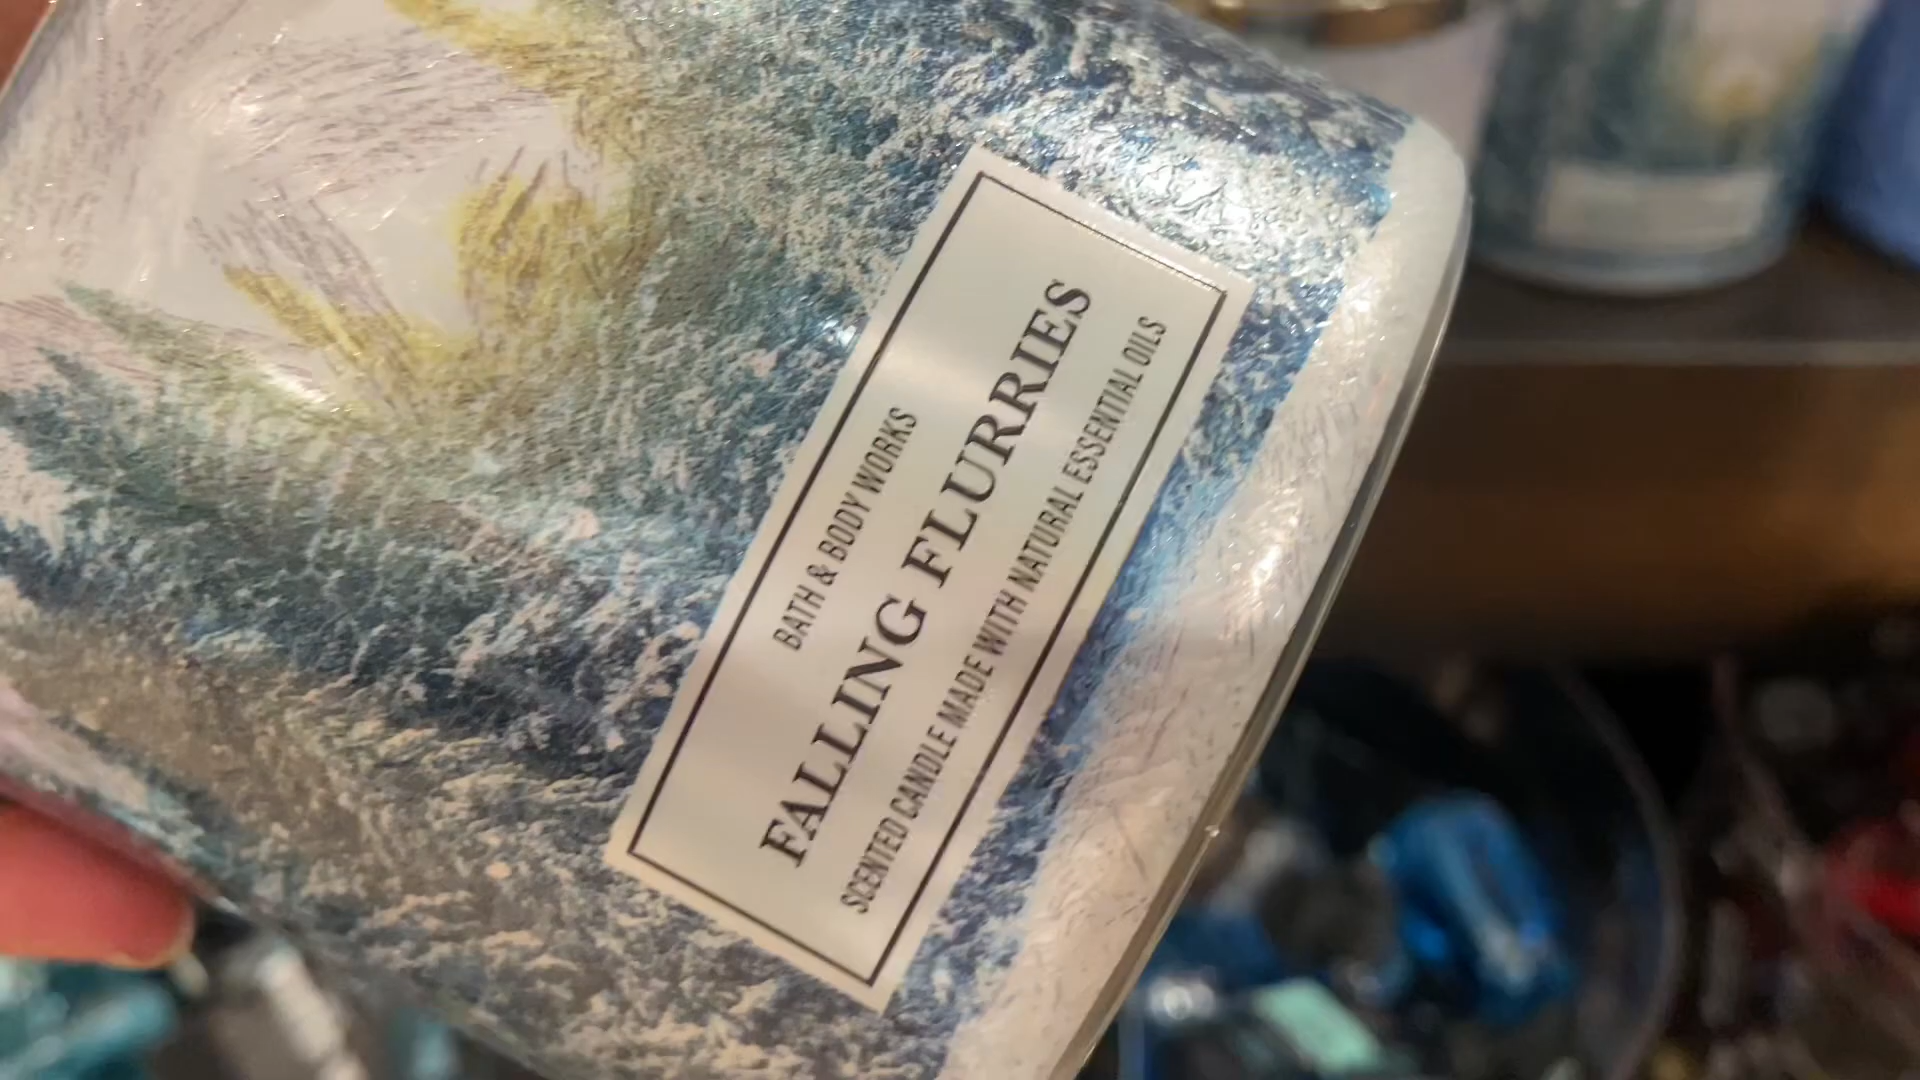 BATH & BODY WORKS
FALLING FLURRIES
SCENTED CANDLE MADE WITH NATURAL ESSENTIAL OILS